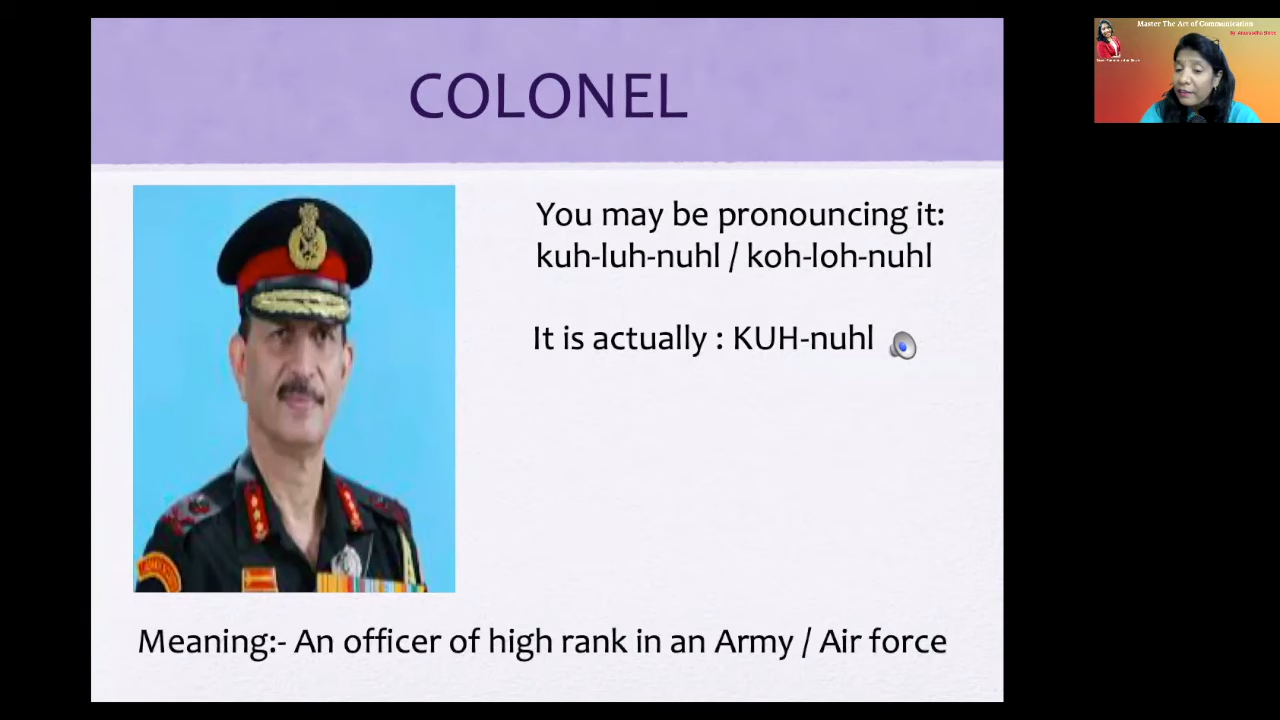 COLONEL
You may be pronouncing it:
kuh-luh-nuhl / koh-loh-nuhl
It is actually : KUH-nuhl
Meaning:- An officer of high rank in an Army / Air force
Master The Art of Communication